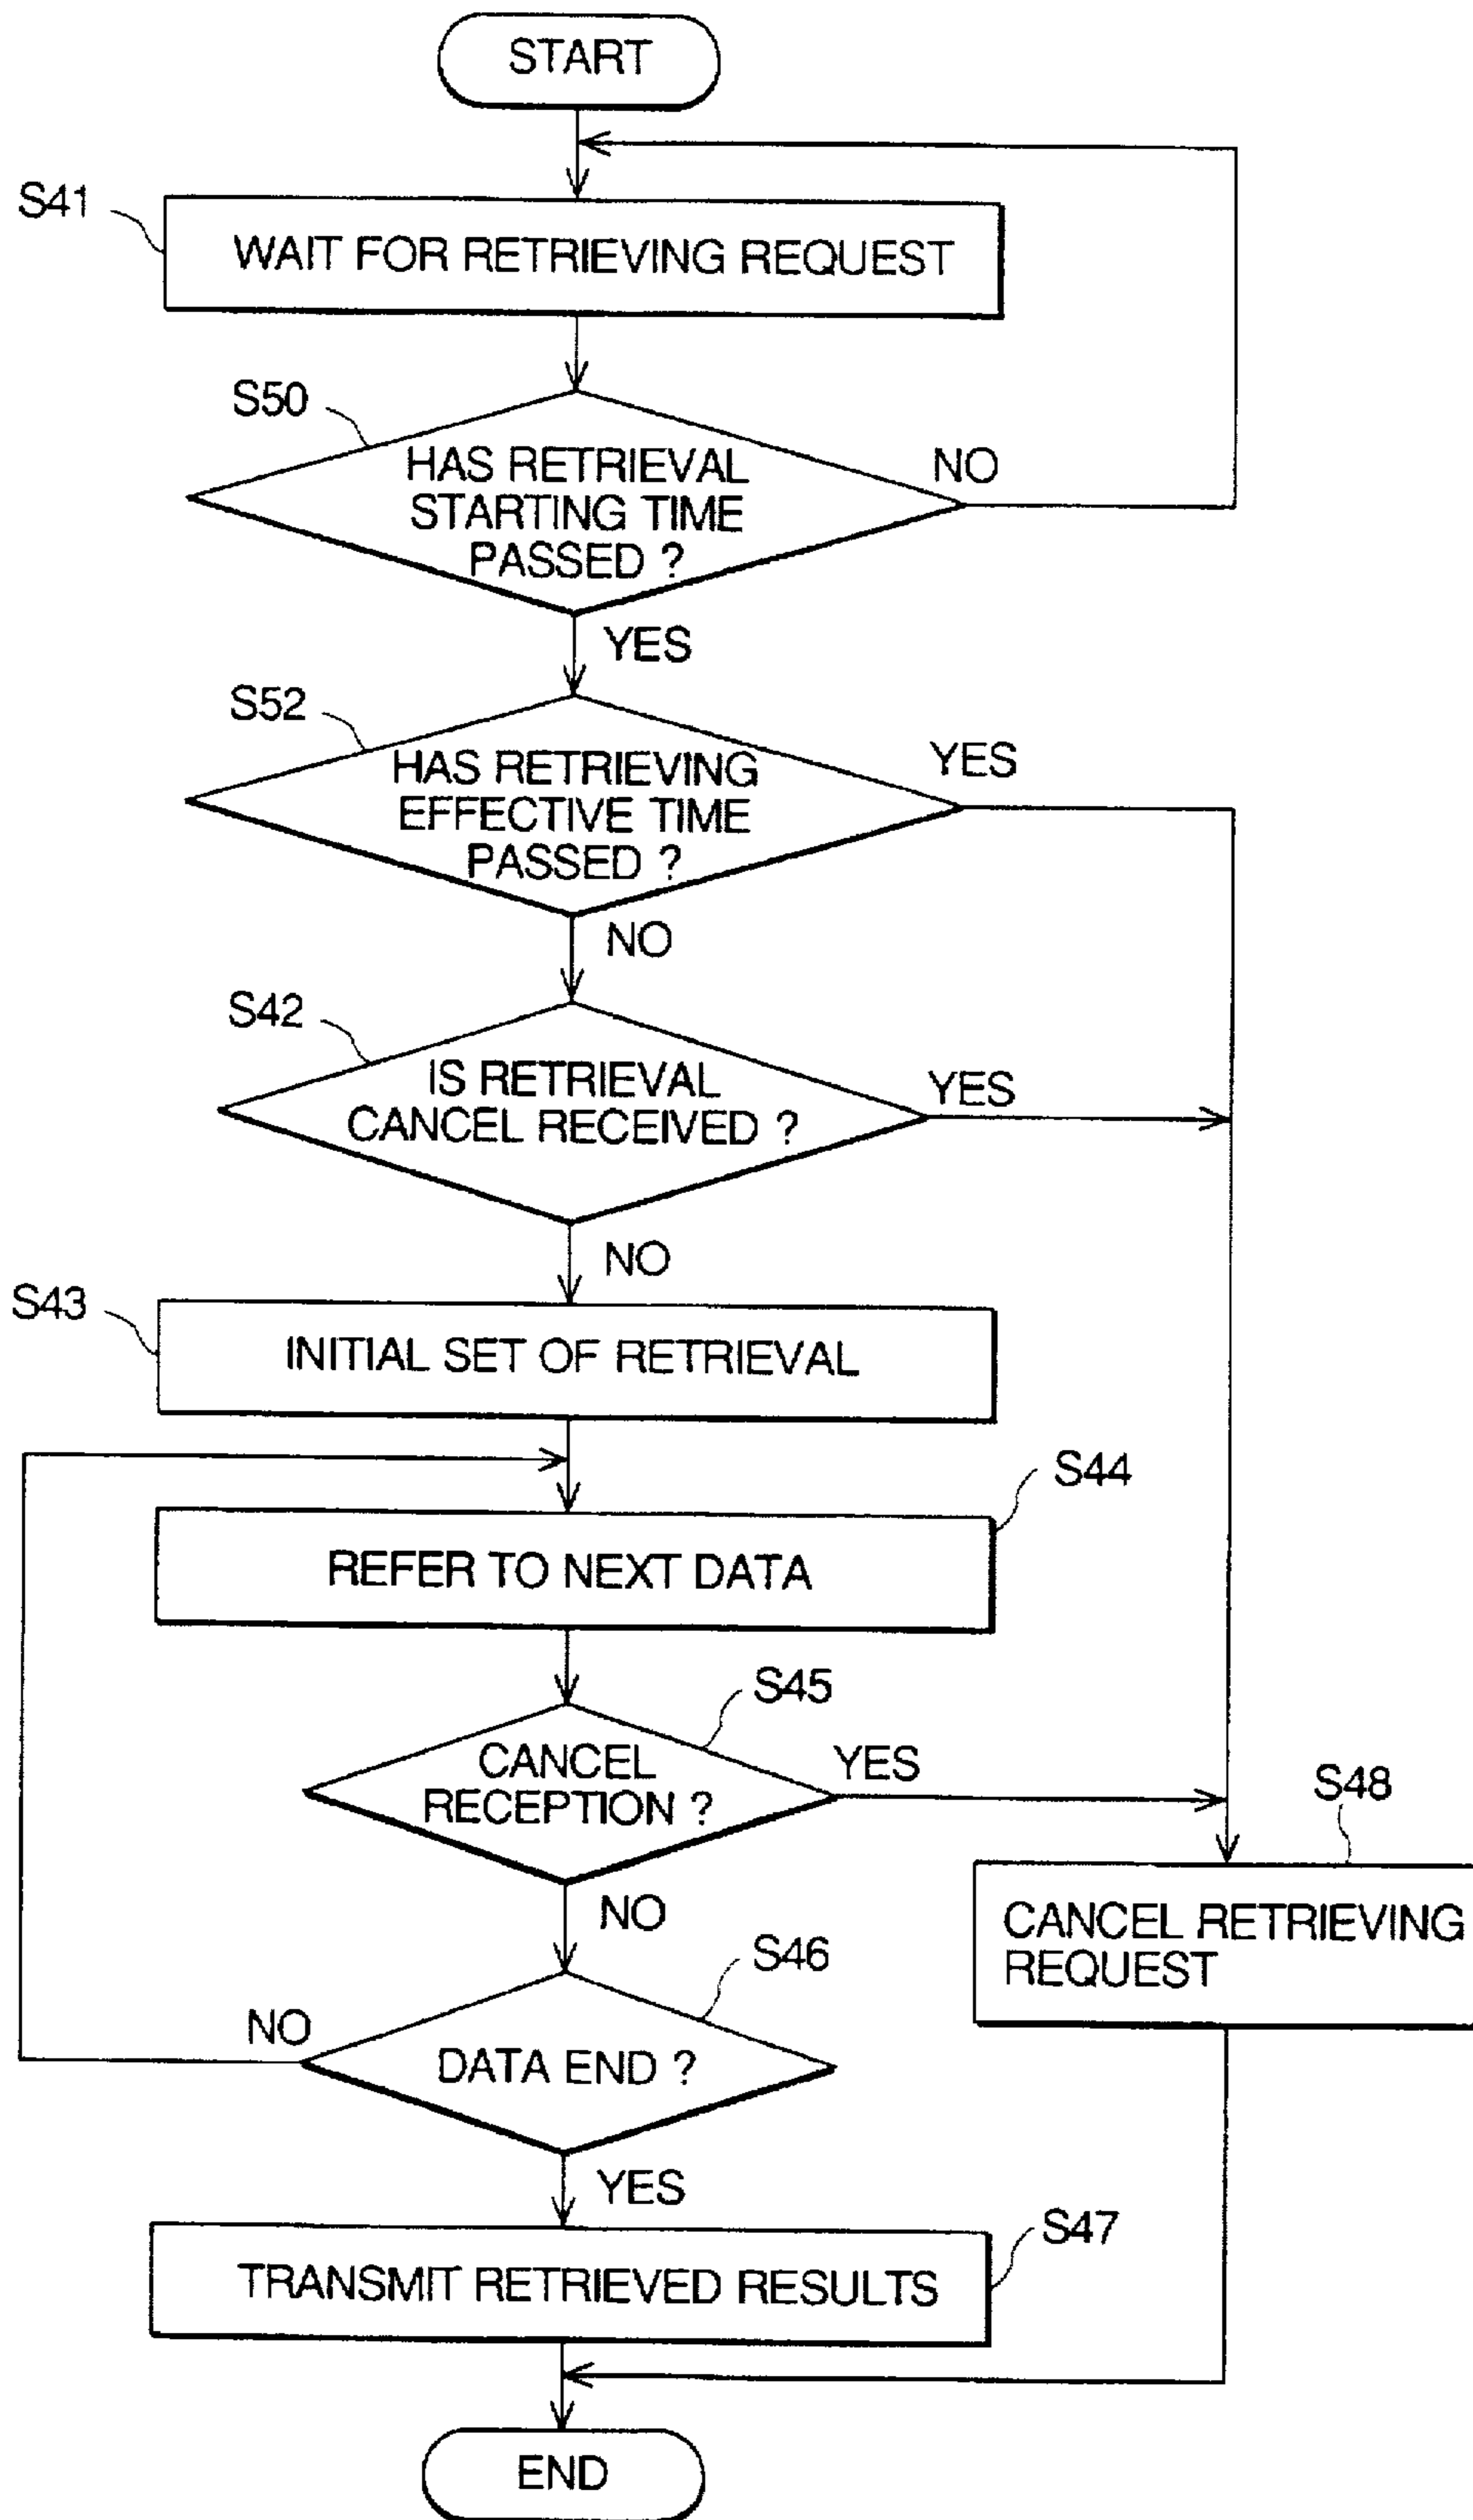 START
S41
WAIT FOR RETRIEVING REQUEST
S50
HAS RETRIEVAL
STARTING TIME
PASSED ?
NO
YES
S52
HAS RETRIEVING
EFFECTIVE TIME
PASSED ?
YES
NO
S42
IS RETRIEVAL
CANCEL RECEIVED ?
YES
NO
S43
INITIAL SET OF RETRIEVAL
S44
REFER TO NEXT DATA
S45
CANCEL
RECEPTION ?
YES
NO
S48
CANCEL RETRIEVING
REQUEST
S46
DATA END ?
NO
YES
S47
TRANSMIT RETRIEVED RESULTS
END